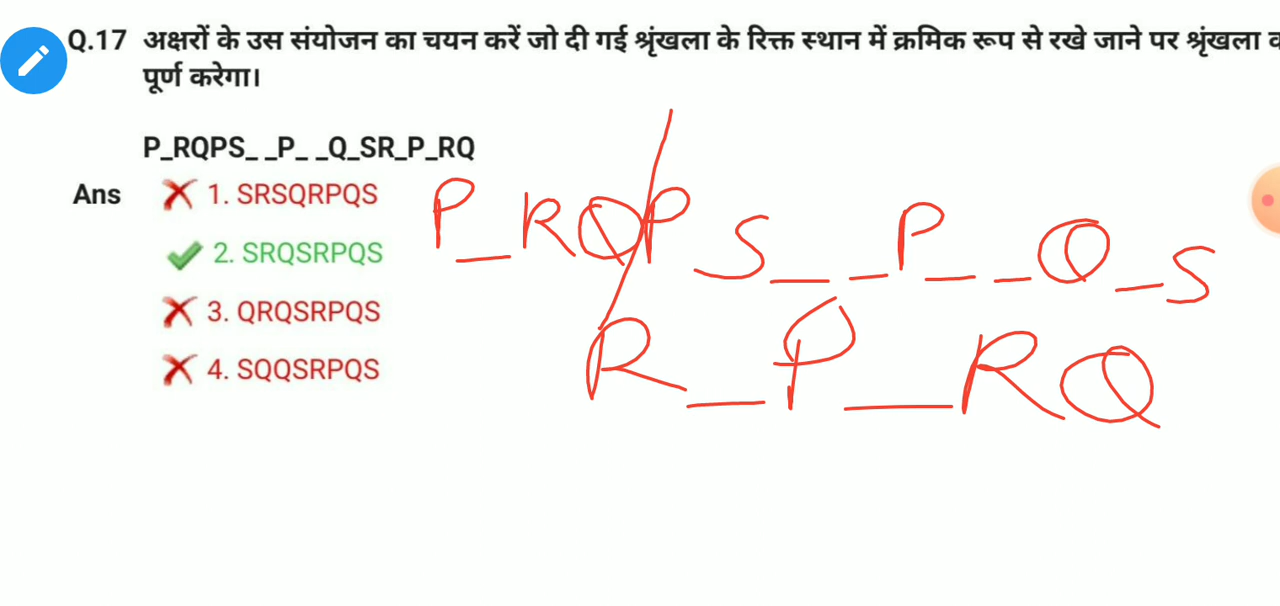 Q.17 अक्षरों के उस संयोजन का चयन करें जो दी गई श्रृंखला के रिक्त स्थान में क्रमिक रूप से रखे जाने पर श्रृंखला
पूर्ण करेगा।
P_RQPS_ _P_ _Q_SR_P_RQ
Ans 1. SRSQRPQS
2. SRQSRPQS
3. QRQSRPQS
4. SQQSRPQS
P_RQPS_ _P_ _Q_S
R_P_RQ